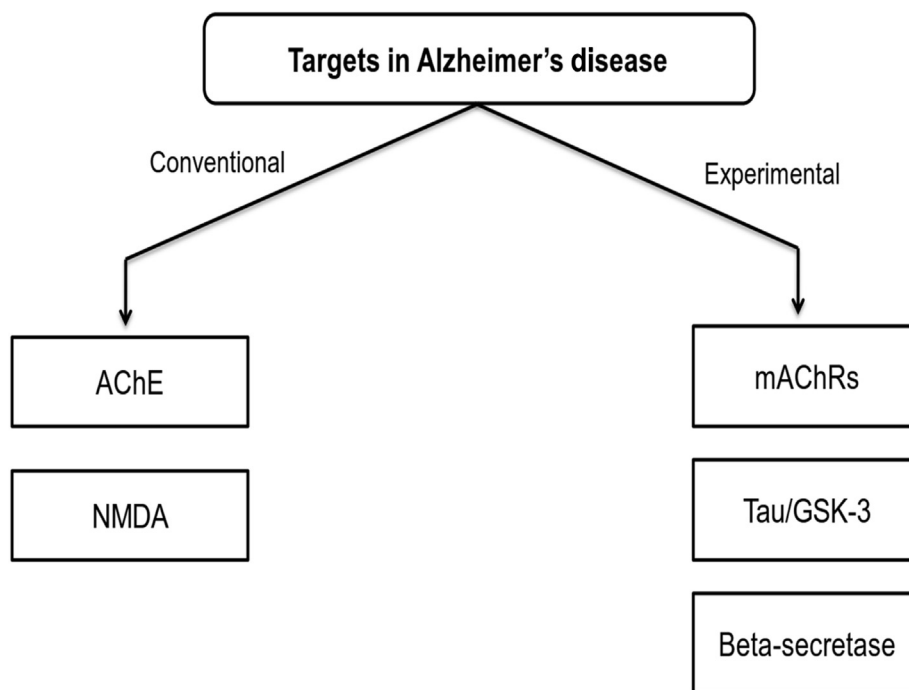 Targets in Alzheimer’s disease
Conventional
Experimental
AChE
mAChRs
NMDA
Tau/GSK-3
Beta-secretase